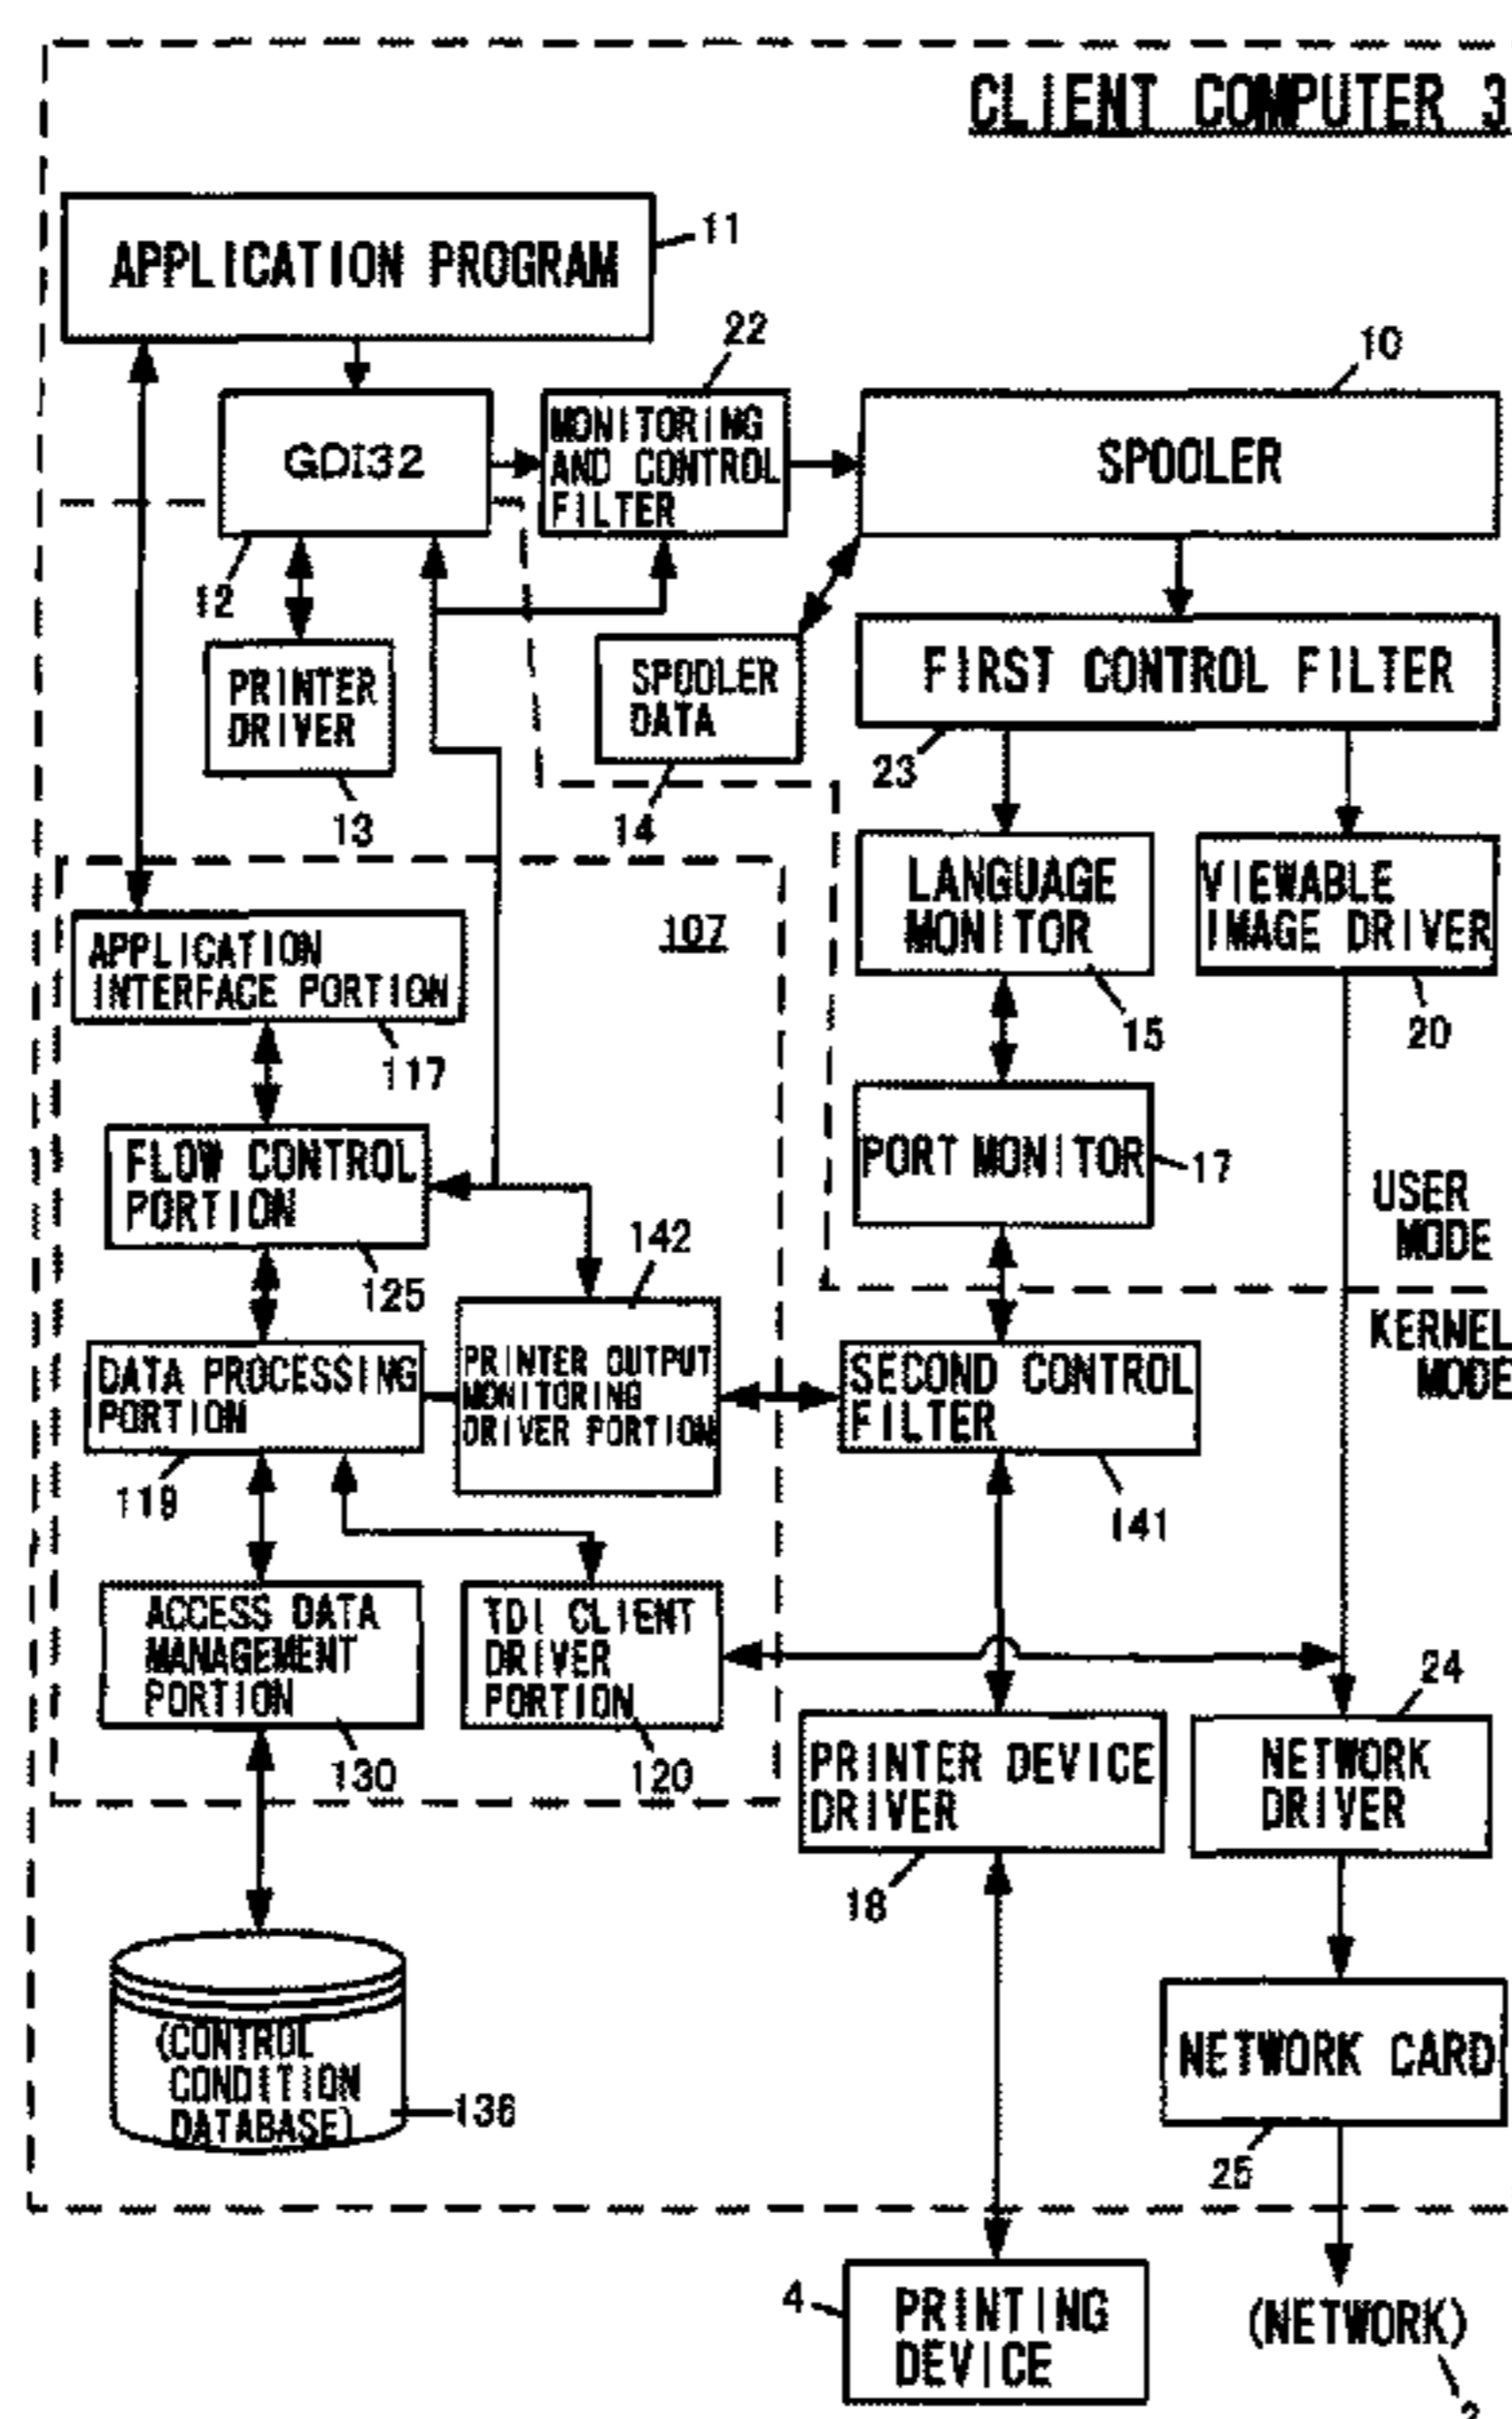 CLIENT COMPUTER 3
APPLICATION PROGRAM
11
22
10
GDI32
MONITORING
AND CONTROL
FILTER
SPOOLER
12
PRINTER
DRIVER
13
SPOOLER
DATA
14
FIRST CONTROL FILTER
23
107
LANGUAGE
MONITOR
15
VIEWABLE
IMAGE DRIVER
20
APPLICATION
INTERFACE PORTION
117
FLOW CONTROL
PORTION
125
PORT MONITOR
17
USER
MODE
142
KERNEL
MODE
DATA PROCESSING
PORTION
119
PRINTER OUTPUT
MONITORING
DRIVER PORTION
SECOND CONTROL
FILTER
141
ACCESS DATA
MANAGEMENT
PORTION
130
TDI CLIENT
DRIVER
PORTION
120
24
PRINTER DEVICE
DRIVER
18
NETWORK
DRIVER
(CONTROL
CONDITION
DATABASE)
136
NETWORK CARD
25
4
PRINTING
DEVICE
(NETWORK)